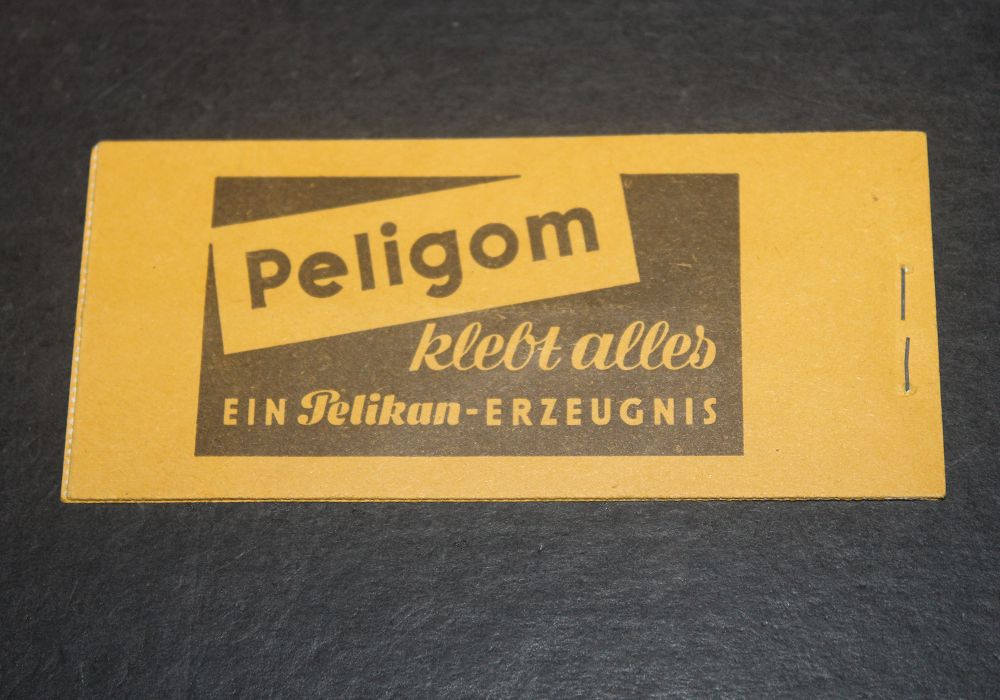 Peligom
klebt alles
EIN Pelikan-ERZEUGNIS